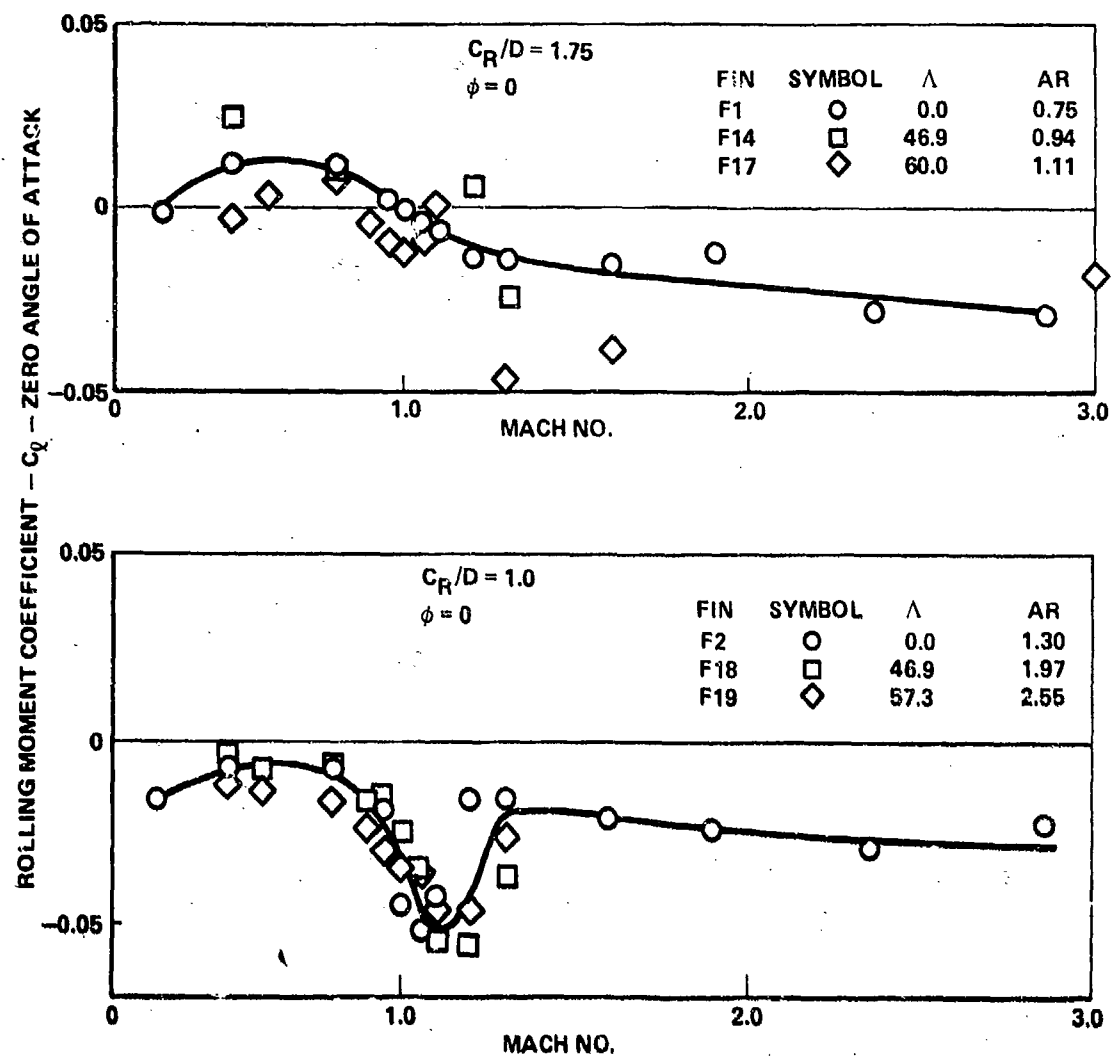 ROLLING MOMENT COEFFICIENT – Cℓ – ZERO ANGLE OF ATTACK
0.05
C_R/D = 1.75
ϕ = 0
FIN SYMBOL Λ AR
F1 ○ 0.0 0.75
F14 □ 46.9 0.94
F17 ◇ 60.0 1.11
0
−0.05
0 1.0 2.0 3.0
MACH NO.
0.05
C_R/D = 1.0
ϕ = 0
FIN SYMBOL Λ AR
F2 ○ 0.0 1.30
F18 □ 46.9 1.97
F19 ◇ 57.3 2.55
0
−0.05
0 1.0 2.0 3.0
MACH NO.